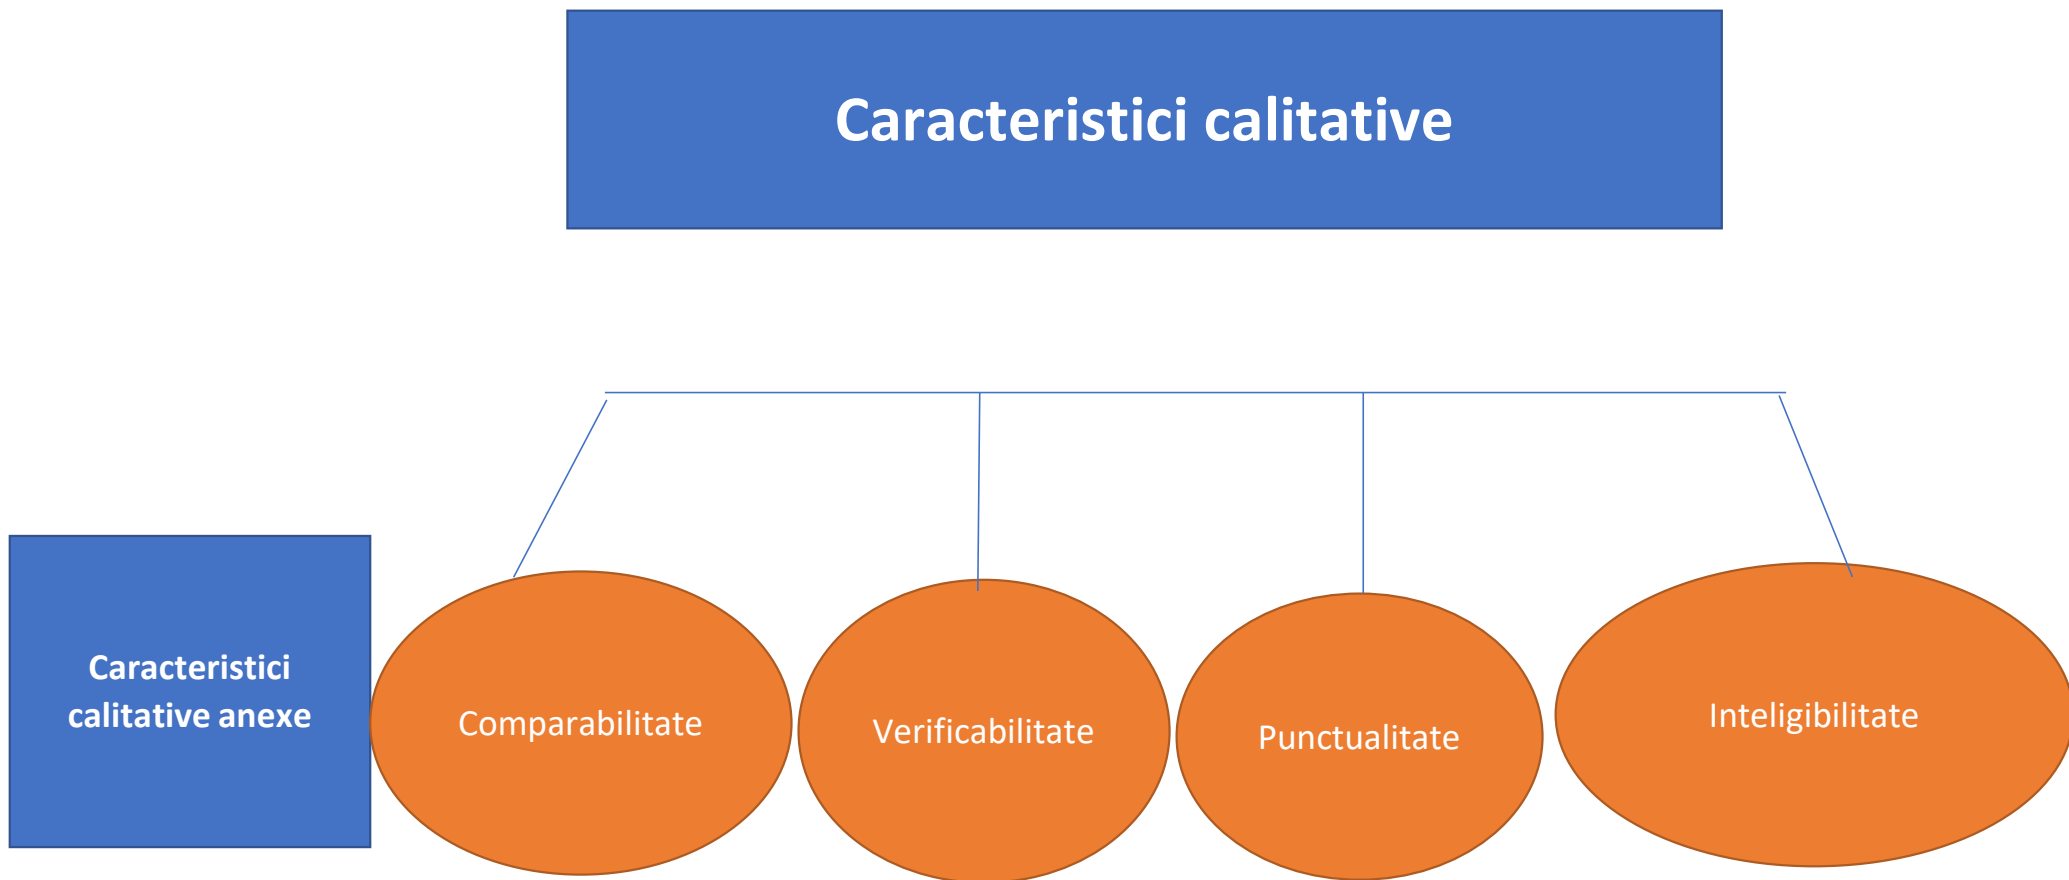 Caracteristici calitative
Caracteristici
calitative anexe
Comparabilitate
Verificabilitate
Punctualitate
Inteligibilitate